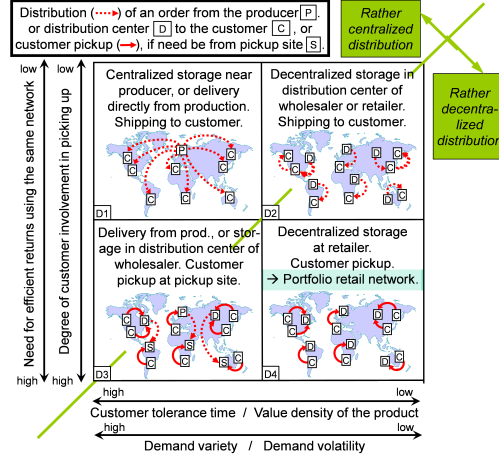 Distribution ( ) of an order from the producer P .
or distribution center D to the customer C , or
customer pickup ( ), if need be from pickup site S .
Rather
centralized
distribution
Rather
decentra-
lized
distribution
low
low
Need for efficient returns using the same network
Degree of customer involvement in picking up
high
high
Centralized storage near
producer, or delivery
directly from production.
Shipping to customer.
P
C
C
C
C
C
C
C
C
D1
Decentralized storage in
distribution center of
wholesaler or retailer.
Shipping to customer.
C
D
D
C
C
D
C
D
C
D
C
D
C
D2
Delivery from prod., or stor-
age in distribution center of
wholesaler. Customer
pickup at pickup site.
C
D
C
P
C
D
C
C
S
C
S
C
S
C
D3
Decentralized storage
at retailer.
Customer pickup.
→ Portfolio retail network.
C
D
C
D
C
D
C
C
D
C
D
C
D
C
D4
high
low
Customer tolerance time / Value density of the product
high
low
Demand variety / Demand volatility